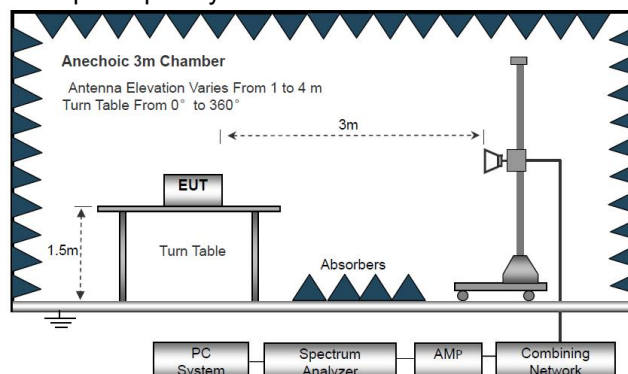 Anechoic 3m Chamber
Antenna Elevation Varies From 1 to 4 m
Turn Table From 0° to 360°
3m
EUT
1.5m
Turn Table
Absorbers
PC
System
Spectrum
Analyzer
AMP
Combining
Network